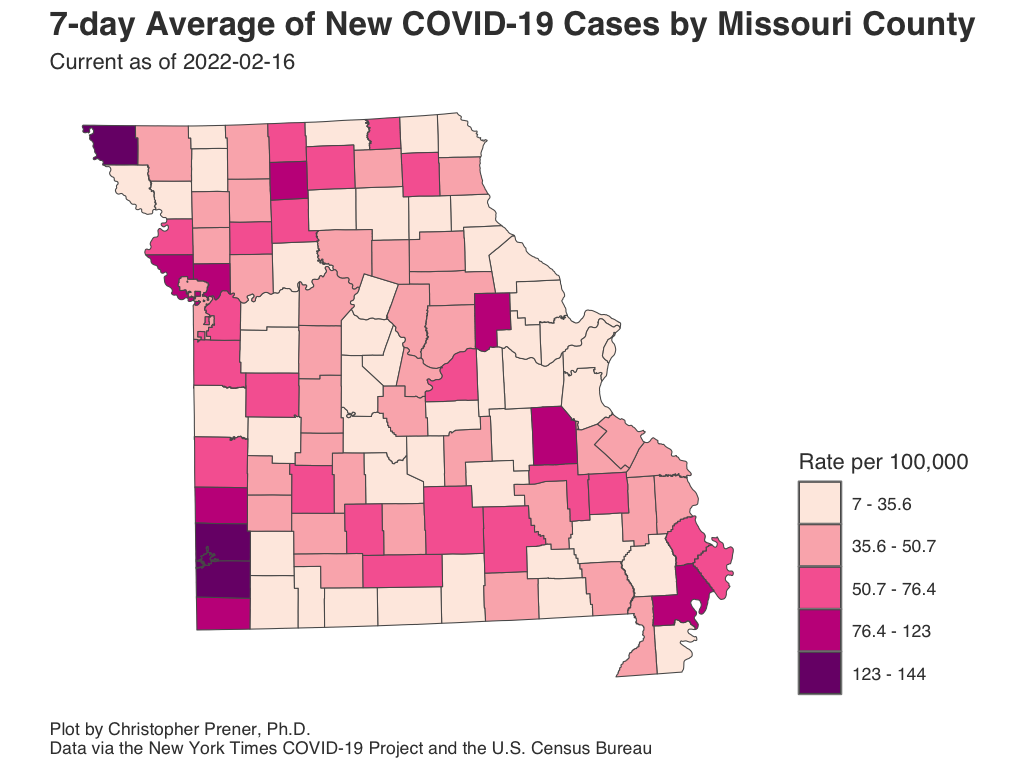 7-day Average of New COVID-19 Cases by Missouri County
Current as of 2022-02-16
Rate per 100,000
7 - 35.6
35.6 - 50.7
50.7 - 76.4
76.4 - 123
123 - 144
Plot by Christopher Prener, Ph.D.
Data via the New York Times COVID-19 Project and the U.S. Census Bureau